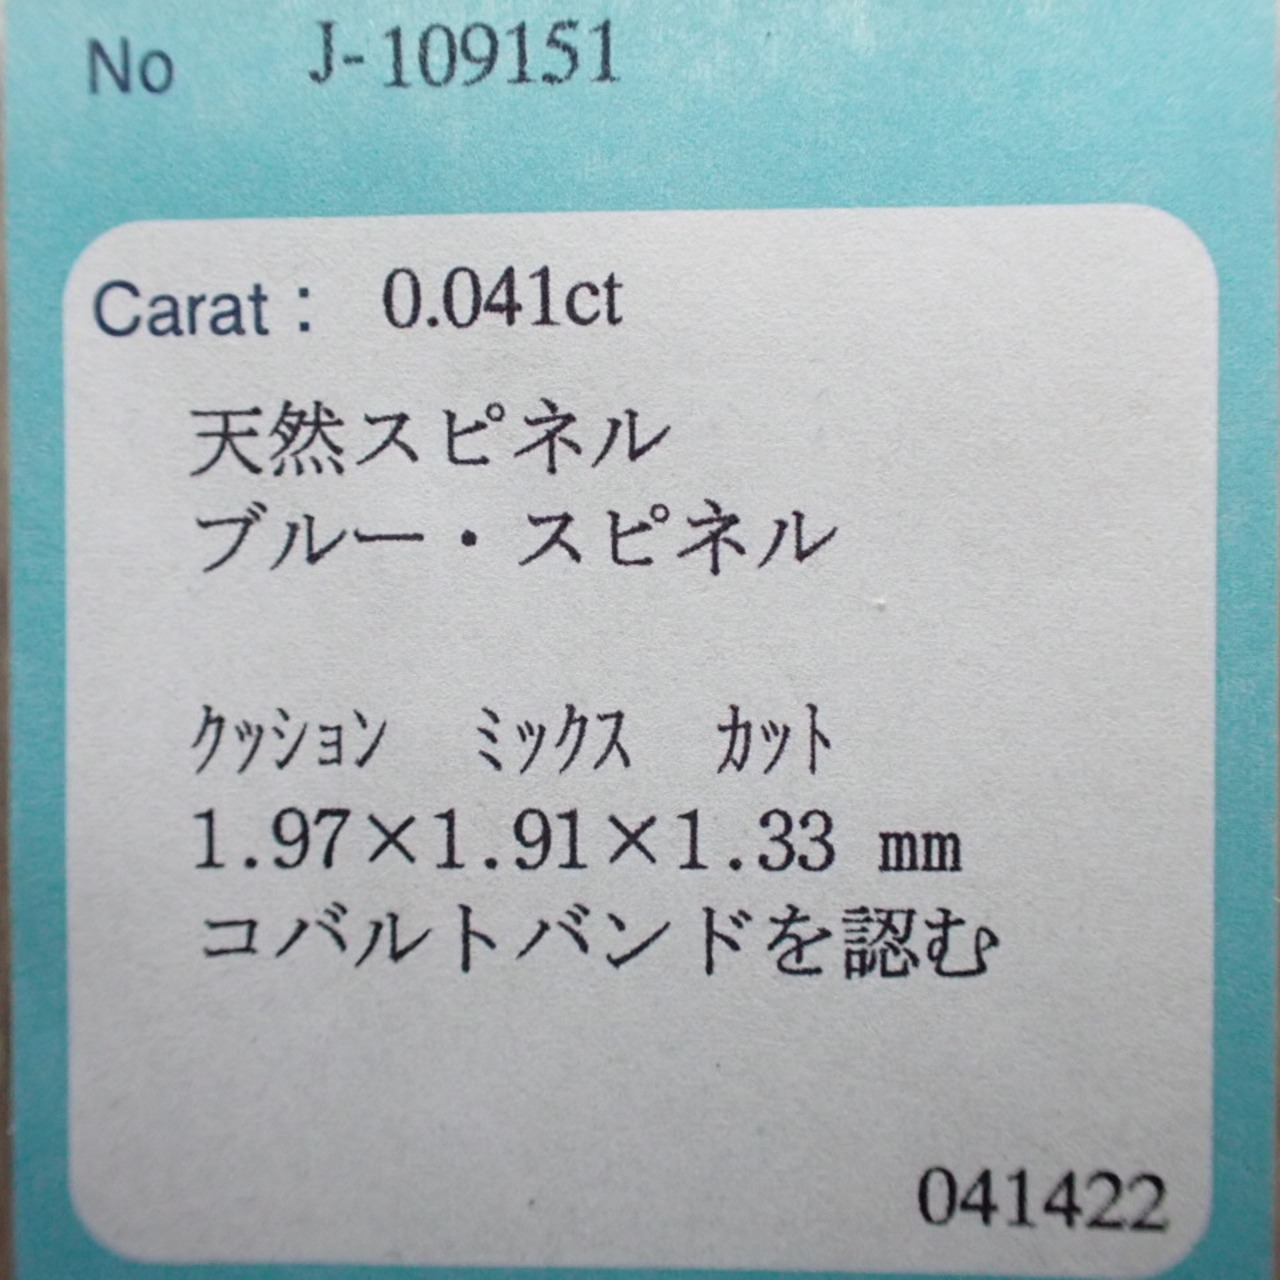 No J-109151
Carat : 0.041ct
天然スピネル
ブルー・スピネル
ｸｯｼｮﾝ ﾐｯｸｽ ｶｯﾄ
1.97×1.91×1.33 mm
コバルトバンドを認む
041422